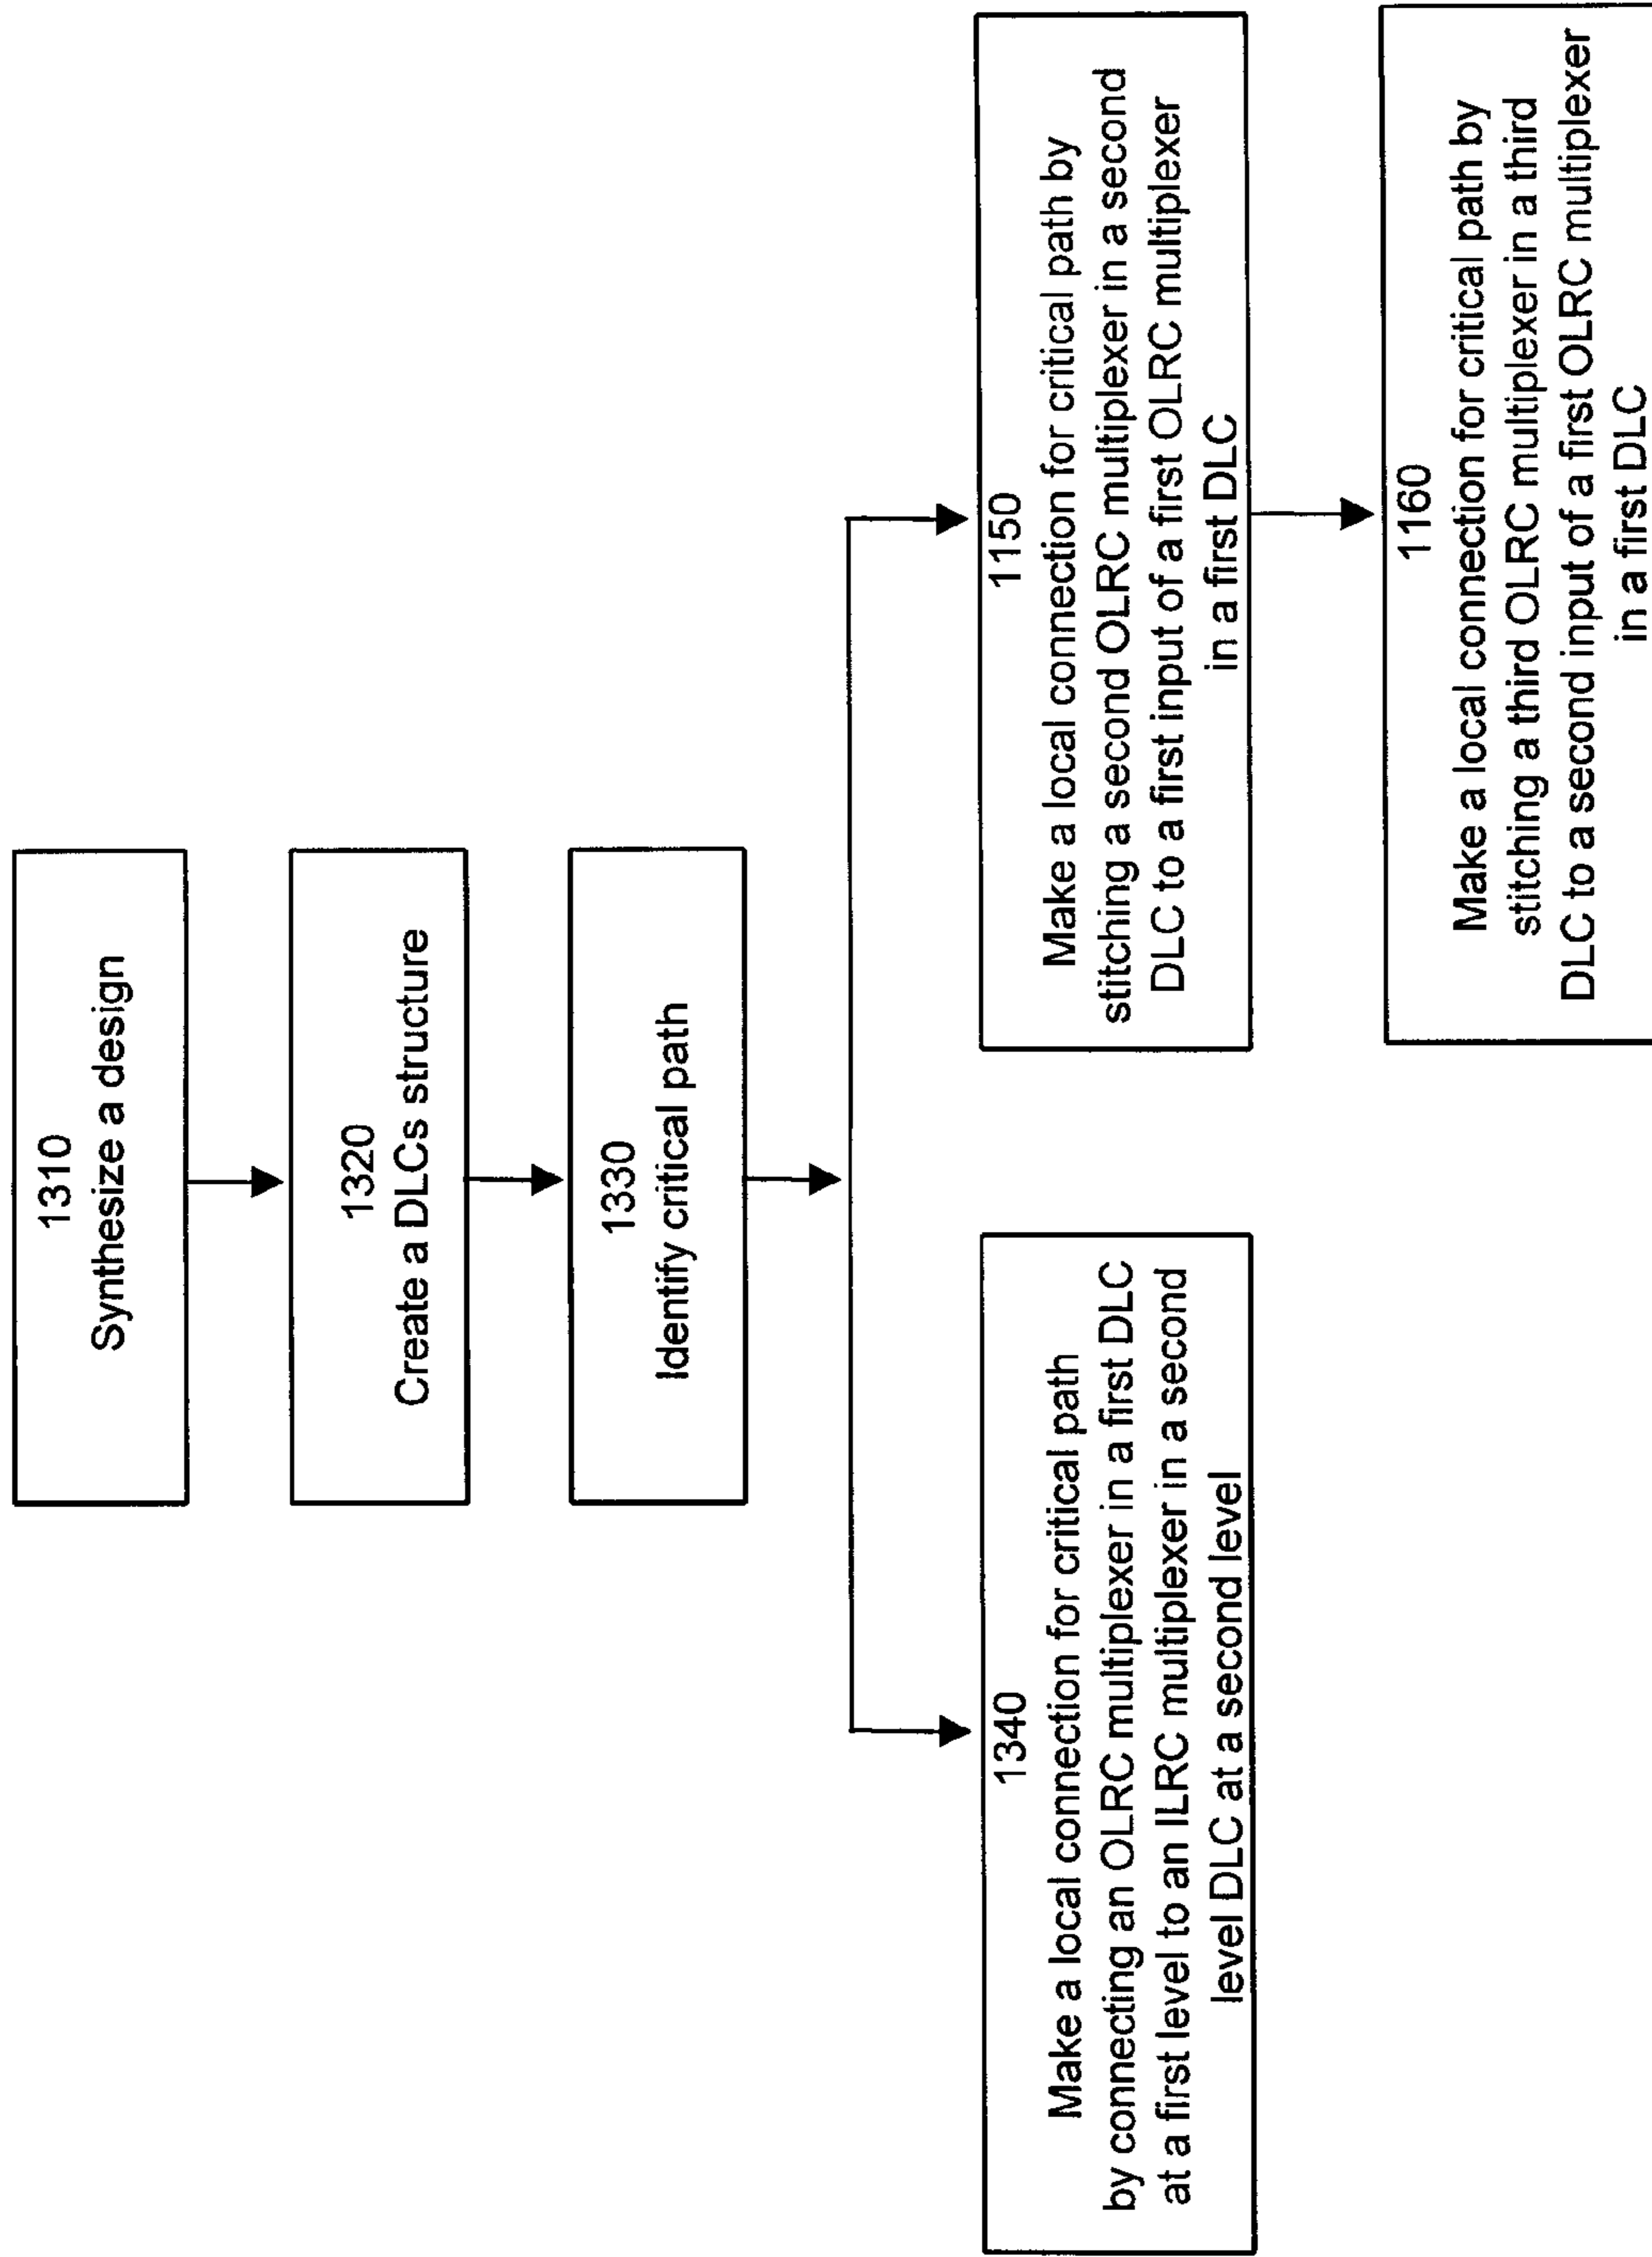 1310
Synthesize a design
1320
Create a DLCs structure
1330
Identify critical path
1340
Make a local connection for critical path
by connecting an OLRC multiplexer in a first DLC
at a first level to an ILRC multiplexer in a second
level DLC at a second level
1150
Make a local connection for critical path by
stitching a second OLRC multiplexer in a second
DLC to a first input of a first OLRC multiplexer
in a first DLC
1160
Make a local connection for critical path by
stitching a third OLRC multiplexer in a third
DLC to a second input of a first OLRC multiplexer
in a first DLC